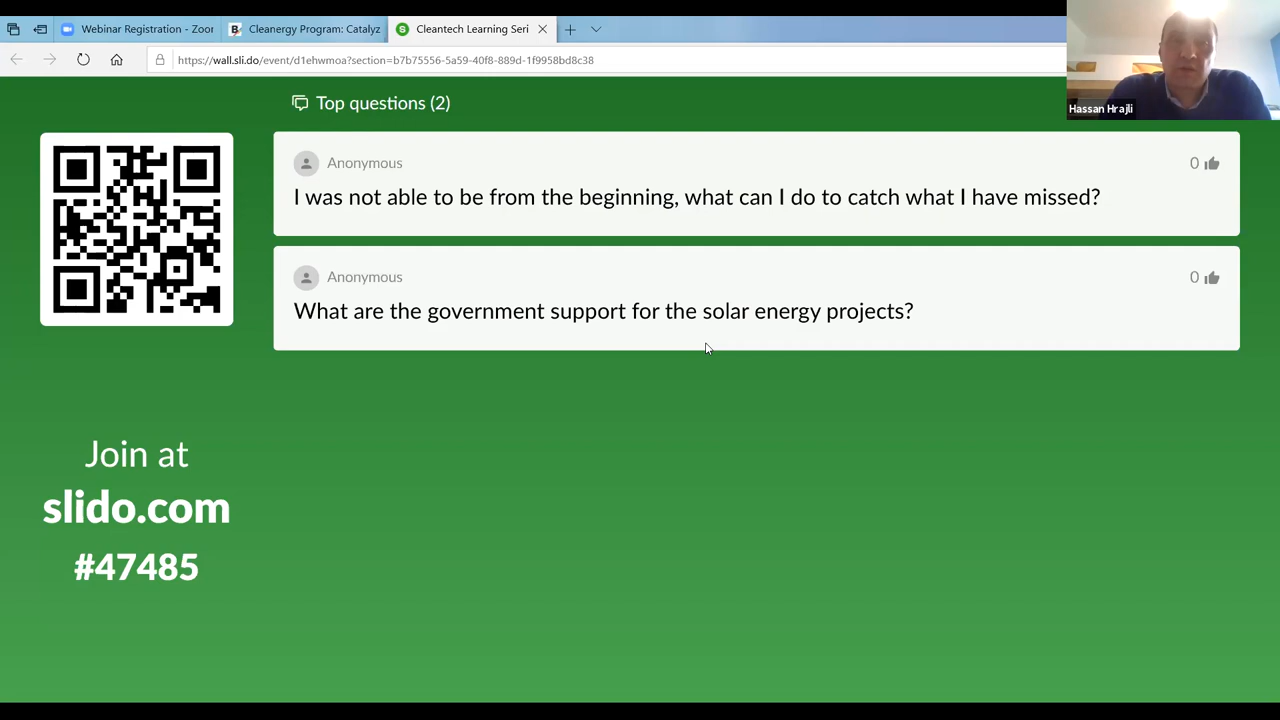 Webinar Registration - Zoor
Cleanergy Program: Catalyz
Cleantech Learning Seri
https://wall.sli.do/event/d1ehwmoa?section=b7b75556-5a59-40f8-889d-1f9958bd8c38
Hassan Hrajli
Top questions (2)
Anonymous
0
I was not able to be from the beginning, what can I do to catch what I have missed?
Anonymous
0
What are the government support for the solar energy projects?
Join at
slido.com
#47485